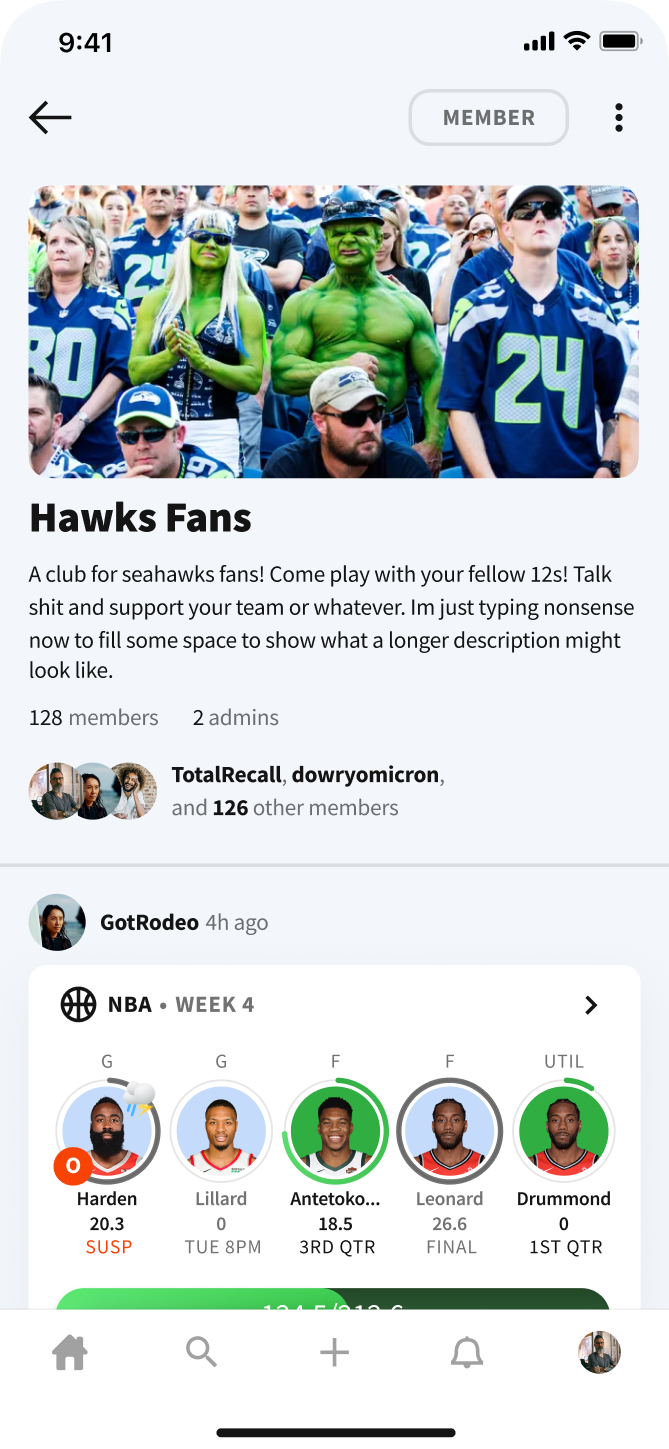 9:41
MEMBER
24
30
24
Hawks Fans
A club for seahawks fans! Come play with your fellow 12s! Talk
shit and support your team or whatever. Im just typing nonsense
now to fill some space to show what a longer description might
look like.
128 members 2 admins
TotalRecall, dowryomicron,
and 126 other members
GotRodeo 4h ago
NBA • WEEK 4
G G F F UTIL
O
Harden Lillard Antetoko... Leonard Drummond
20.3 0 18.5 26.6 0
SUSP TUE 8PM 3RD QTR FINAL 1ST QTR